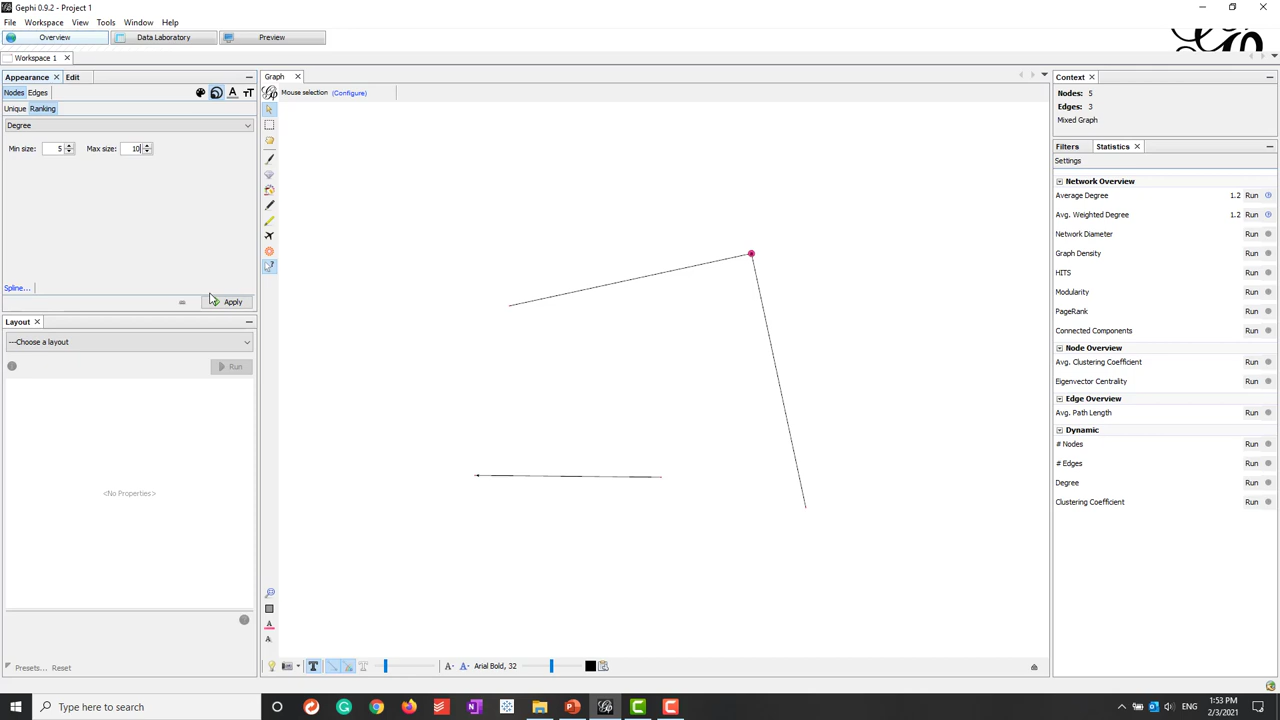 Gephi 0.9.2 - Project 1
File Workspace View Tools Window Help
Overview Data Laboratory Preview
Workspace 1
Appearance Edit Graph Context
Nodes Edges Mouse selection (Configure) Nodes: 5
Edges: 3
Unique Ranking Mixed Graph
Degree
Min size: 5 Max size: 10 Filters Statistics
Settings
Network Overview
Average Degree 1.2 Run
Avg. Weighted Degree 1.2 Run
Network Diameter Run
Graph Density Run
HITS Run
Modularity Run
Spline...
Apply
PageRank Run
Layout
Connected Components Run
---Choose a layout
Node Overview
Run
Avg. Clustering Coefficient Run
Eigenvector Centrality Run
Edge Overview
Avg. Path Length Run
Dynamic
# Nodes Run
# Edges Run
Degree Run
<No Properties>
Clustering Coefficient Run
Presets... Reset
Arial Bold, 32
Type here to search
ENG
1:53 PM
2/3/2021